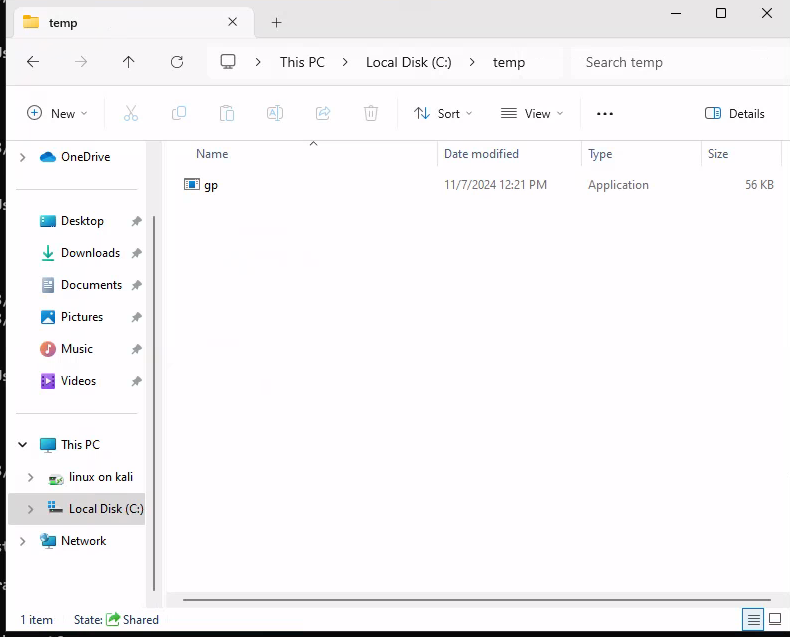 temp
This PC
Local Disk (C:)
temp
Search temp
New
Sort
View
Details
OneDrive
Desktop
Downloads
Documents
Pictures
Music
Videos
This PC
linux on kali
Local Disk (C:)
Network
Name
Date modified
Type
Size
gp
11/7/2024 12:21 PM
Application
56 KB
1 item
State:
Shared